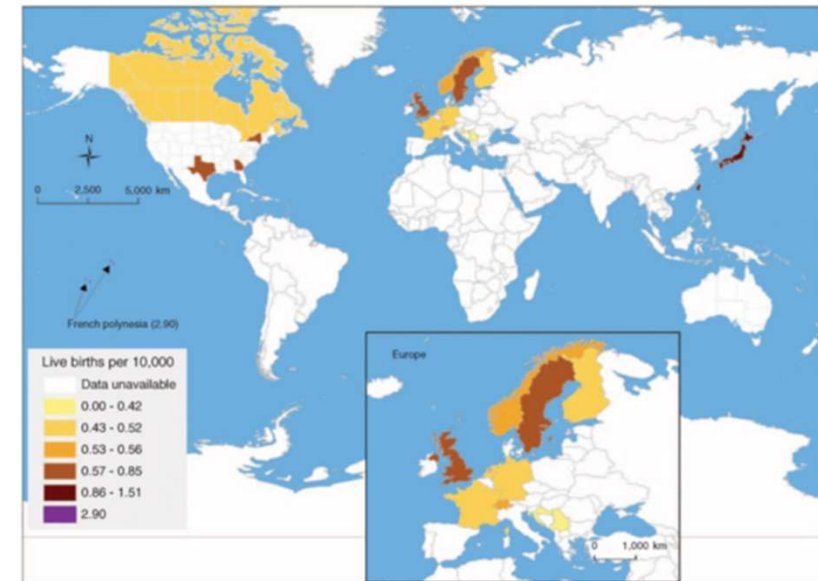 N
0 2,500 5,000 km
French polynesia (2.90)
Live births per 10,000
Data unavailable
0.00 - 0.42
0.43 - 0.52
0.53 - 0.56
0.57 - 0.85
0.86 - 1.51
2.90
Europe
0 1,000 km